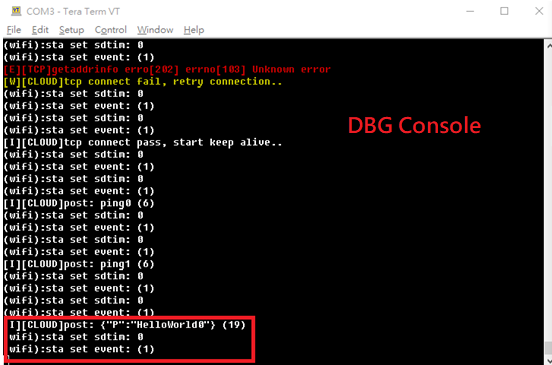 COM3 - Tera Term VT
File Edit Setup Control Window Help
(wifi):sta set sdtim: 0
(wifi):sta set event: (1)
[E][TCP]getaddrinfo erro[202] errno[103] Unknown error
[W][CLOUD]tcp connect fail, retry connection..
(wifi):sta set sdtim: 0
(wifi):sta set event: (1)
(wifi):sta set sdtim: 0
(wifi):sta set event: (1)
[I][CLOUD]tcp connect pass, start keep alive..
(wifi):sta set sdtim: 0
(wifi):sta set event: (1)
(wifi):sta set sdtim: 0
(wifi):sta set event: (1)
[I][CLOUD]post: ping0 (6)
(wifi):sta set sdtim: 0
(wifi):sta set event: (1)
(wifi):sta set sdtim: 0
(wifi):sta set event: (1)
[I][CLOUD]post: ping1 (6)
(wifi):sta set sdtim: 0
(wifi):sta set event: (1)
(wifi):sta set sdtim: 0
(wifi):sta set event: (1)
I][CLOUD]post: {"P":"HelloWorld0"} (19)
wifi):sta set sdtim: 0
wifi):sta set event: (1)
DBG Console